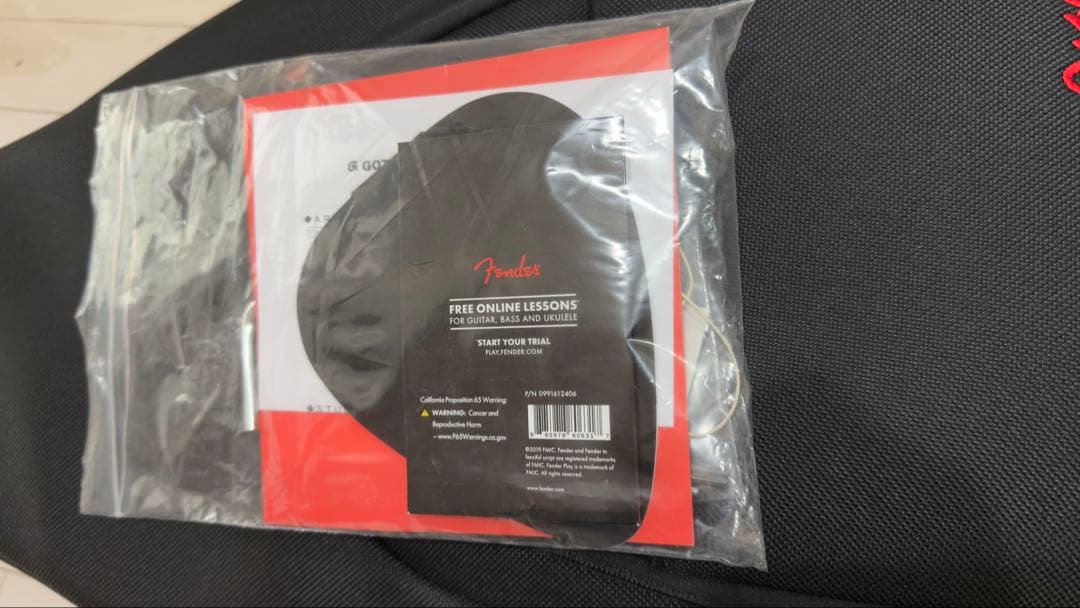 Fender
FREE ONLINE LESSONS*
FOR GUITAR, BASS AND UKULELE
*START YOUR TRIAL
PLAY.FENDER.COM
P/N 0991612406
California Proposition 65 Warning:
WARNING: Cancer and
Reproductive Harm
– www.P65Warnings.ca.gov
©2019 FMIC. Fender and Fender in
fanciful script are registered trademarks
of FMIC. Fender Play is a trademark of
FMIC. All rights reserved.
www.fender.com